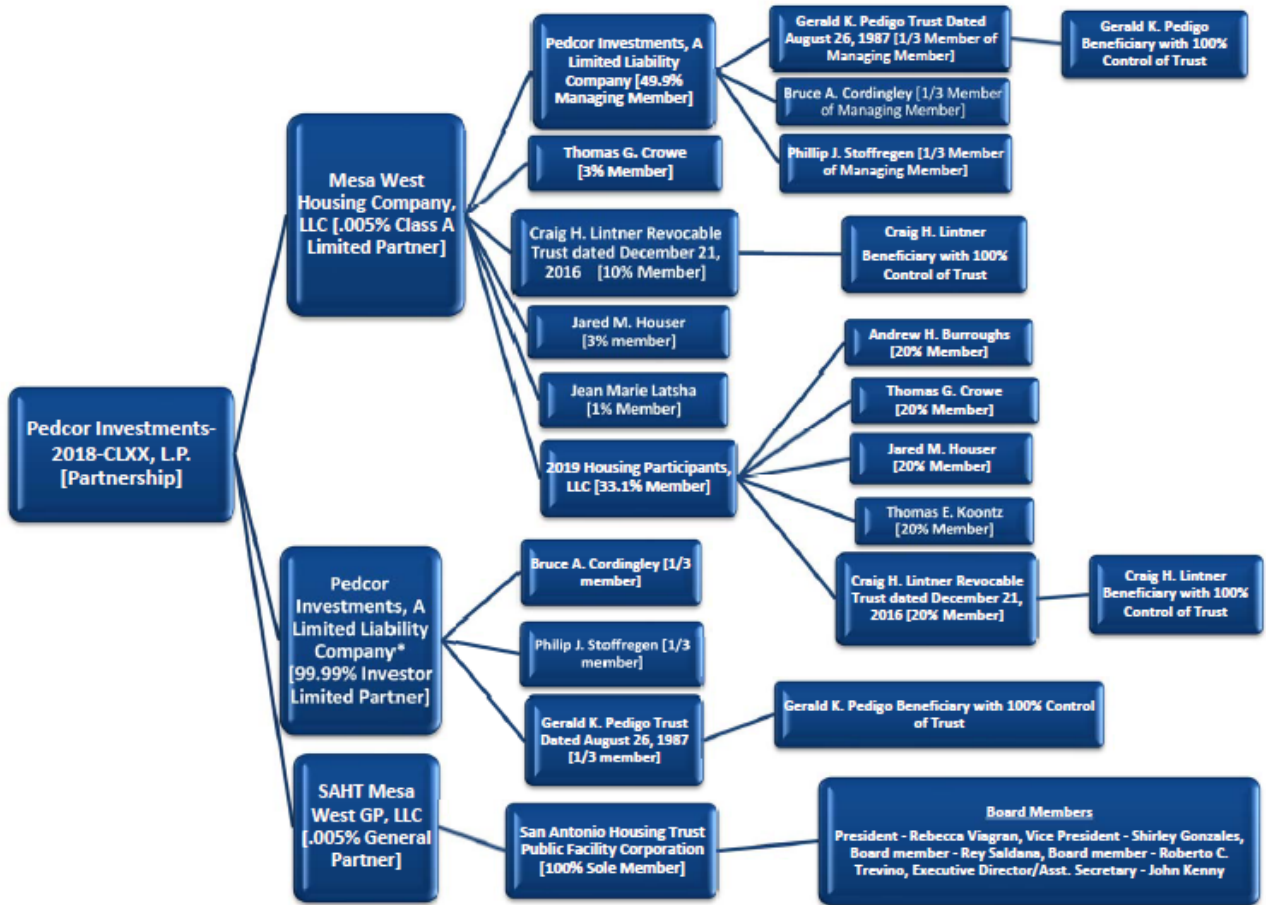 Pedcor Investments-
2018-CLXX, L.P.
[Partnership]
Mesa West
Housing Company,
LLC [.005% Class A
Limited Partner]
Pedcor Investments, A
Limited Liability
Company [49.9%
Managing Member]
Gerald K. Pedigo Trust Dated
August 26, 1987 [1/3 Member of
Managing Member]
Gerald K. Pedigo
Beneficiary with 100%
Control of Trust
Bruce A. Cordingley [1/3 Member
of Managing Member]
Phillip J. Stoffregen [1/3 Member
of Managing Member]
Thomas G. Crowe
[3% Member]
Craig H. Lintner Revocable
Trust dated December 21,
2016 [10% Member]
Craig H. Lintner
Beneficiary with 100%
Control of Trust
Jared M. Houser
[3% member]
Jean Marie Latsha
[1% Member]
2019 Housing Participants,
LLC [33.1% Member]
Andrew H. Burroughs
[20% Member]
Thomas G. Crowe
[20% Member]
Jared M. Houser
[20% Member]
Thomas E. Koontz
[20% Member]
Craig H. Lintner Revocable
Trust dated December 21,
2016 [20% Member]
Craig H. Lintner
Beneficiary with 100%
Control of Trust
Pedcor
Investments, A
Limited Liability
Company*
[99.99% Investor
Limited Partner]
Bruce A. Cordingley [1/3
member]
Philip J. Stoffregen [1/3
member]
Gerald K. Pedigo Trust
Dated August 26, 1987
[1/3 member]
Gerald K. Pedigo Beneficiary with 100% Control
of Trust
SAHT Mesa
West GP, LLC
[.005% General
Partner]
San Antonio Housing Trust
Public Facility Corporation
[100% Sole Member]
Board Members
President - Rebecca Viagran, Vice President - Shirley Gonzales,
Board member - Rey Saldana, Board member - Roberto C.
Trevino, Executive Director/Asst. Secretary - John Kenny